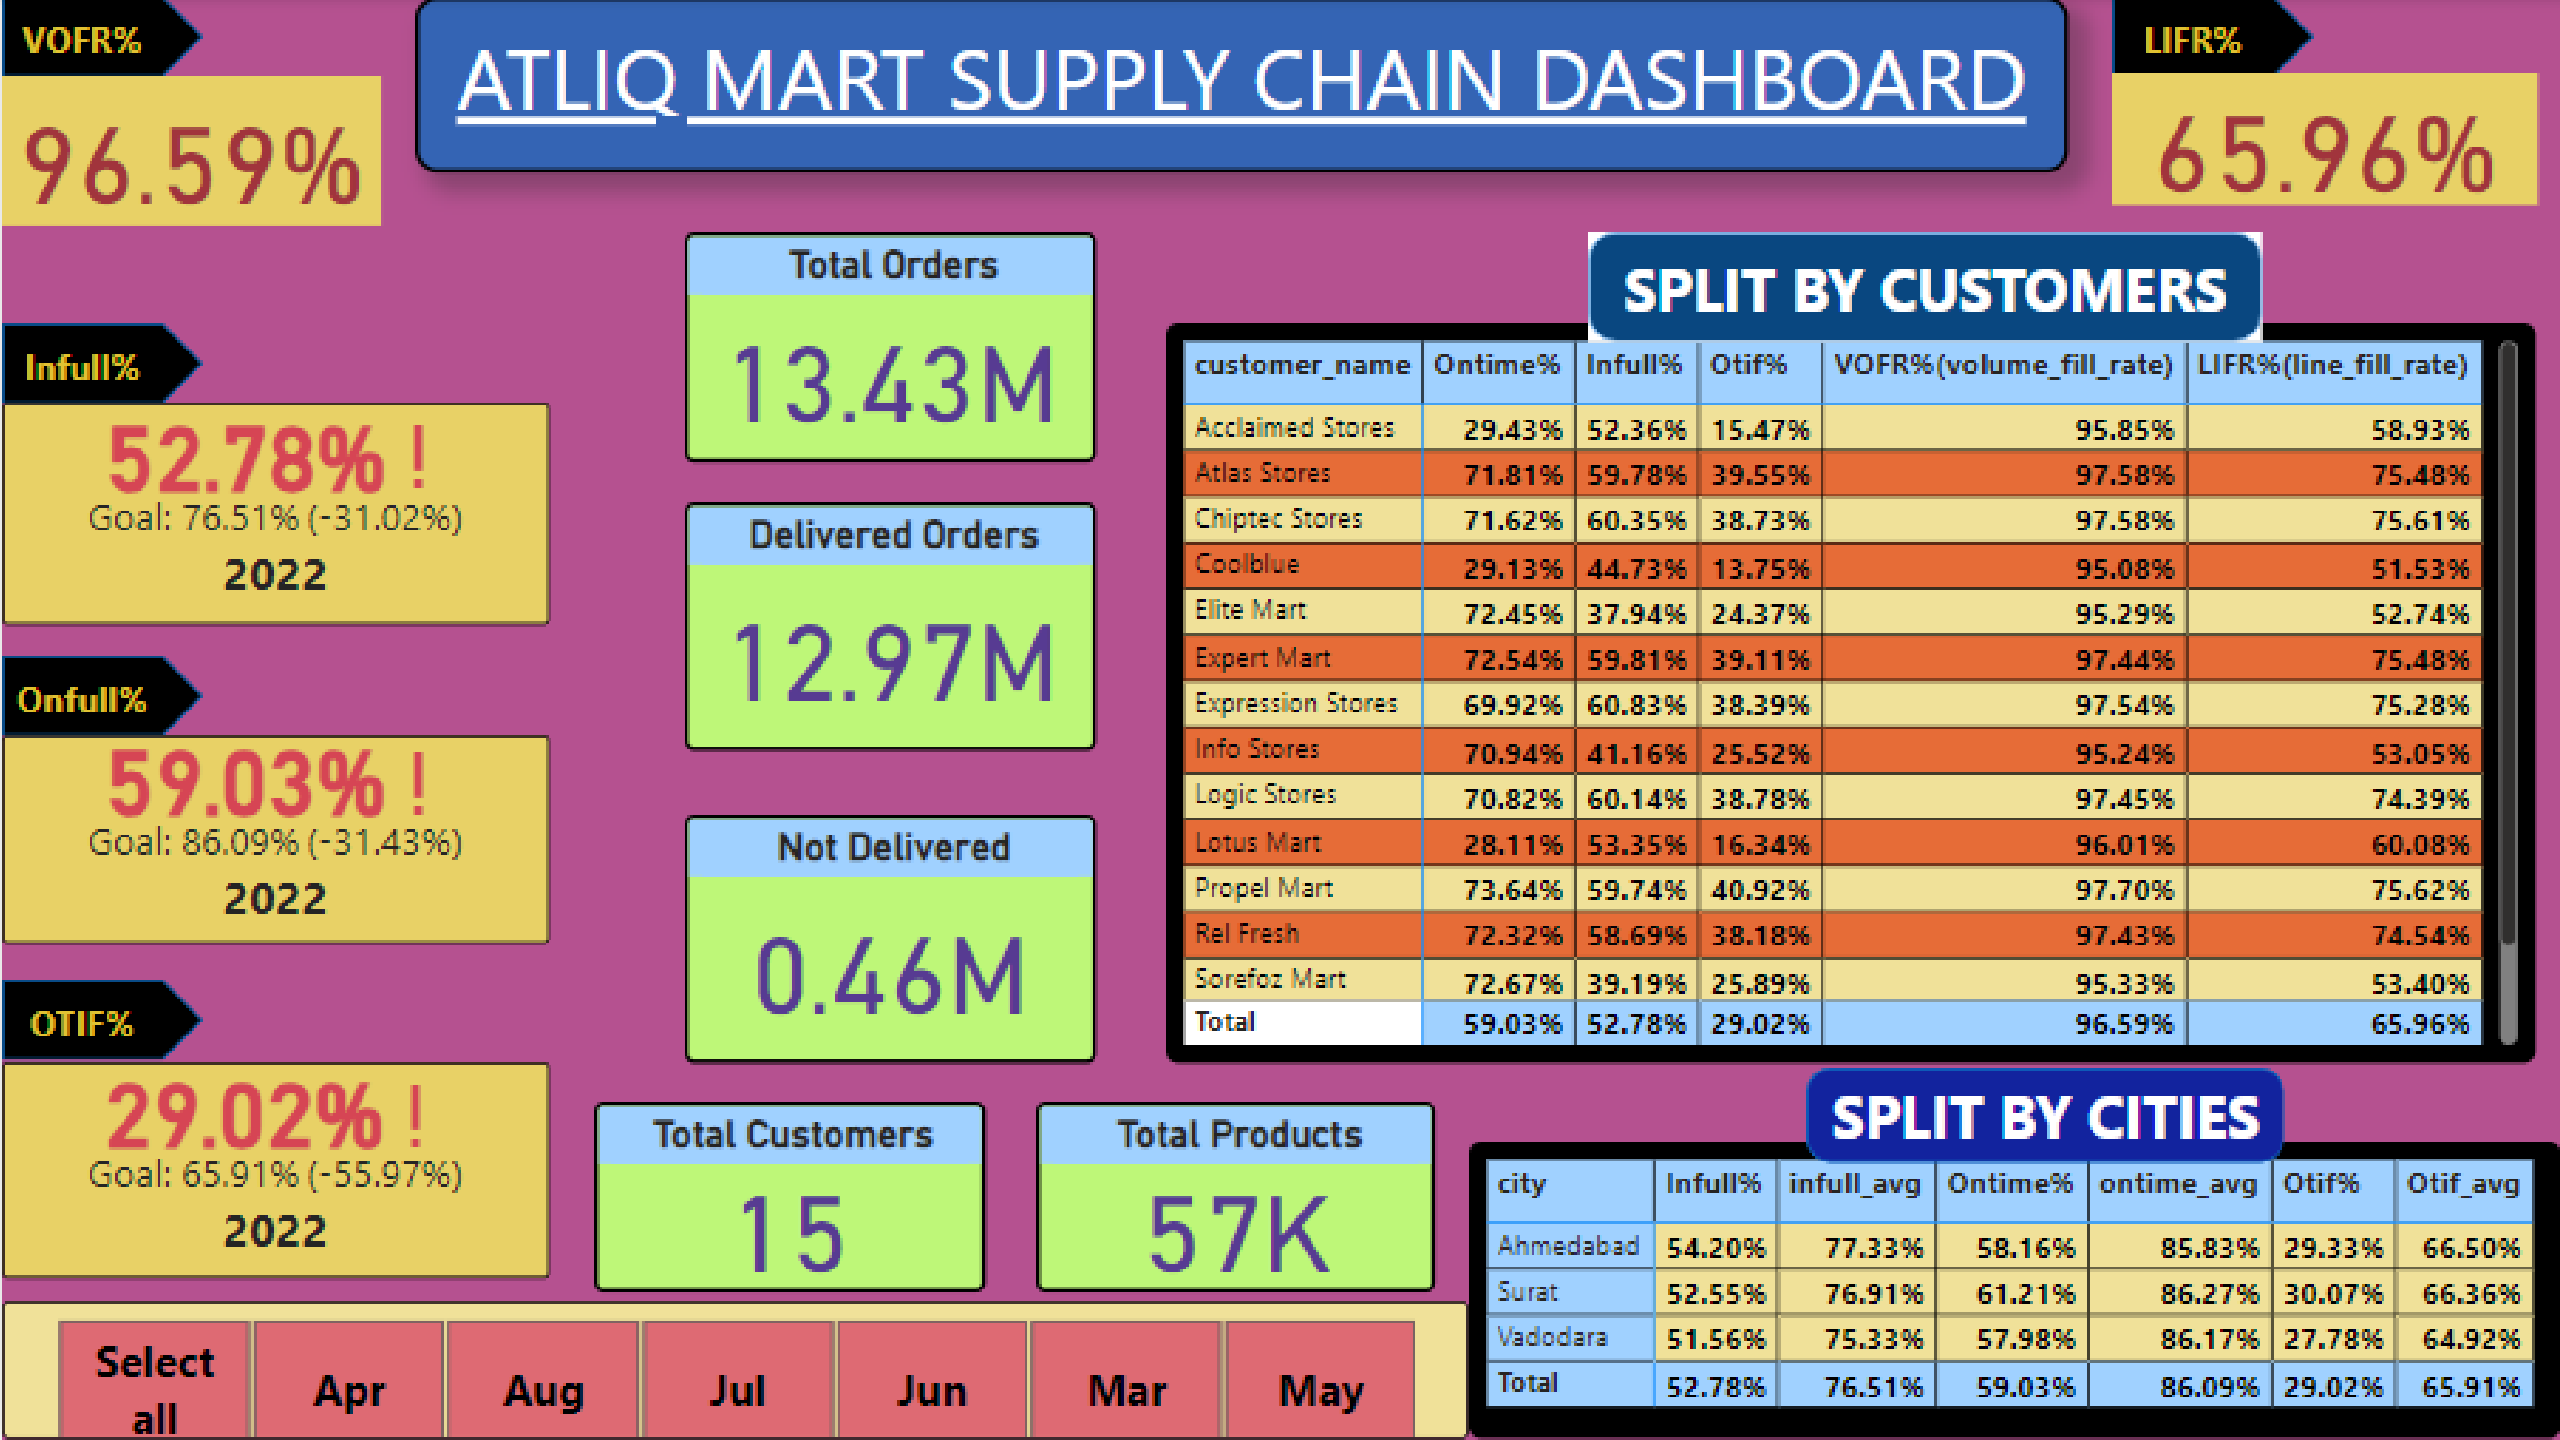 VOFR%
96.59%
ATLIQ MART SUPPLY CHAIN DASHBOARD
LIFR%
65.96%
Infull%
52.78% !
Goal: 76.51% (-31.02%)
2022
Onfull%
59.03% !
Goal: 86.09% (-31.43%)
2022
OTIF%
29.02% !
Goal: 65.91% (-55.97%)
2022
Total Orders
13.43M
Delivered Orders
12.97M
Not Delivered
0.46M
Total Customers
15
Total Products
57K
SPLIT BY CUSTOMERS
customer_name Ontime% Infull% Otif% VOFR%(volume_fill_rate) LIFR%(line_fill_rate)
Acclaimed Stores 29.43% 52.36% 15.47% 95.85% 58.93%
Atlas Stores 71.81% 59.78% 39.55% 97.58% 75.48%
Chiptec Stores 71.62% 60.35% 38.73% 97.58% 75.61%
Coolblue 29.13% 44.73% 13.75% 95.08% 51.53%
Elite Mart 72.45% 37.94% 24.37% 95.29% 52.74%
Expert Mart 72.54% 59.81% 39.11% 97.44% 75.48%
Expression Stores 69.92% 60.83% 38.39% 97.54% 75.28%
Info Stores 70.94% 41.16% 25.52% 95.24% 53.05%
Logic Stores 70.82% 60.14% 38.78% 97.45% 74.39%
Lotus Mart 28.11% 53.35% 16.34% 96.01% 60.08%
Propel Mart 73.64% 59.74% 40.92% 97.70% 75.62%
Rel Fresh 72.32% 58.69% 38.18% 97.43% 74.54%
Sorefoz Mart 72.67% 39.19% 25.89% 95.33% 53.40%
Total 59.03% 52.78% 29.02% 96.59% 65.96%
SPLIT BY CITIES
city Infull% infull_avg Ontime% ontime_avg Otif% Otif_avg
Ahmedabad 54.20% 77.33% 58.16% 85.83% 29.33% 66.50%
Surat 52.55% 76.91% 61.21% 86.27% 30.07% 66.36%
Vadodara 51.56% 75.33% 57.98% 86.17% 27.78% 64.92%
Total 52.78% 76.51% 59.03% 86.09% 29.02% 65.91%
Select
all
Apr
Aug
Jul
Jun
Mar
May